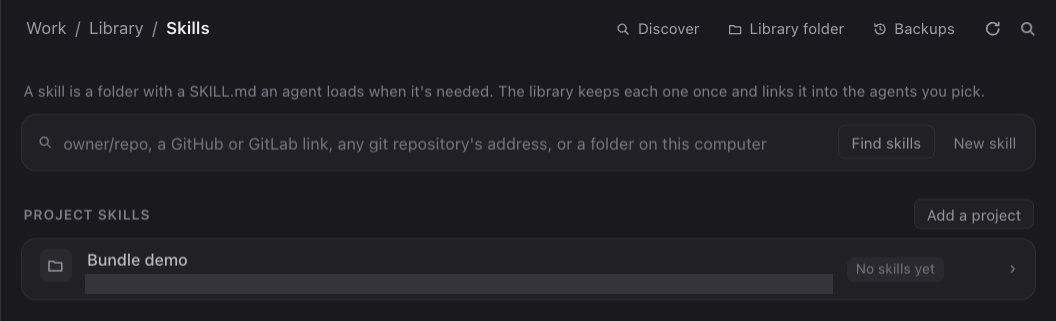 Work / Library / Skills
Discover
Library folder
Backups
A skill is a folder with a SKILL.md an agent loads when it's needed. The library keeps each one once and links it into the agents you pick.
owner/repo, a GitHub or GitLab link, any git repository's address, or a folder on this computer
Find skills
New skill
PROJECT SKILLS
Add a project
Bundle demo
No skills yet